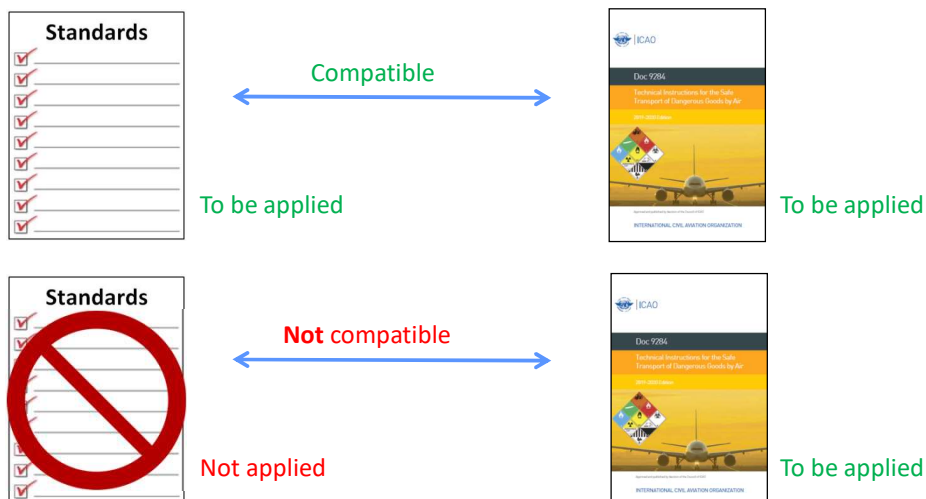 Standards
Compatible
To be applied
ICAO
Doc 9284
Technical Instructions for the Safe
Transport of Dangerous Goods by Air
INTERNATIONAL CIVIL AVIATION ORGANIZATION
To be applied
Standards
Not compatible
Not applied
ICAO
Doc 9284
Technical Instructions for the Safe
Transport of Dangerous Goods by Air
INTERNATIONAL CIVIL AVIATION ORGANIZATION
To be applied